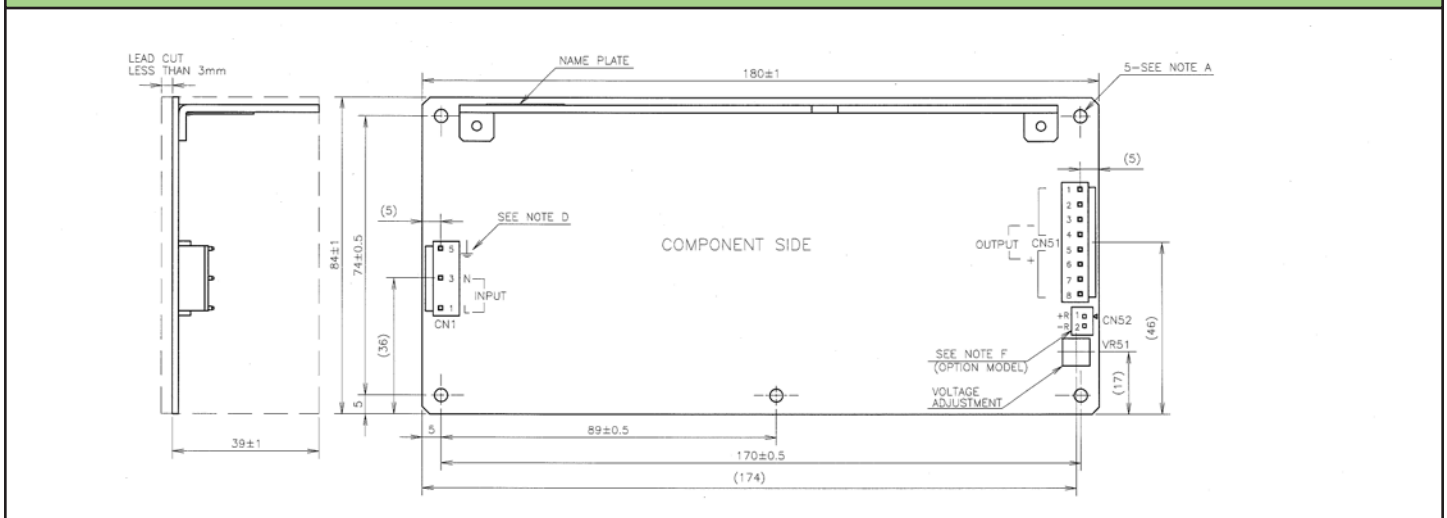 LEAD CUT
LESS THAN 3mm
NAME PLATE
180±1
5-SEE NOTE A
(5)
(5)
SEE NOTE D
84±1
74±0.5
(36)
5
5
3 N
1 L
INPUT
CN1
COMPONENT SIDE
OUTPUT
-
+
CN51
1
2
3
4
5
6
7
8
+R 1
-R 2
CN52
VR51
SEE NOTE F
(OPTION MODEL)
VOLTAGE
ADJUSTMENT
(46)
(17)
39±1
5
89±0.5
170±0.5
(174)